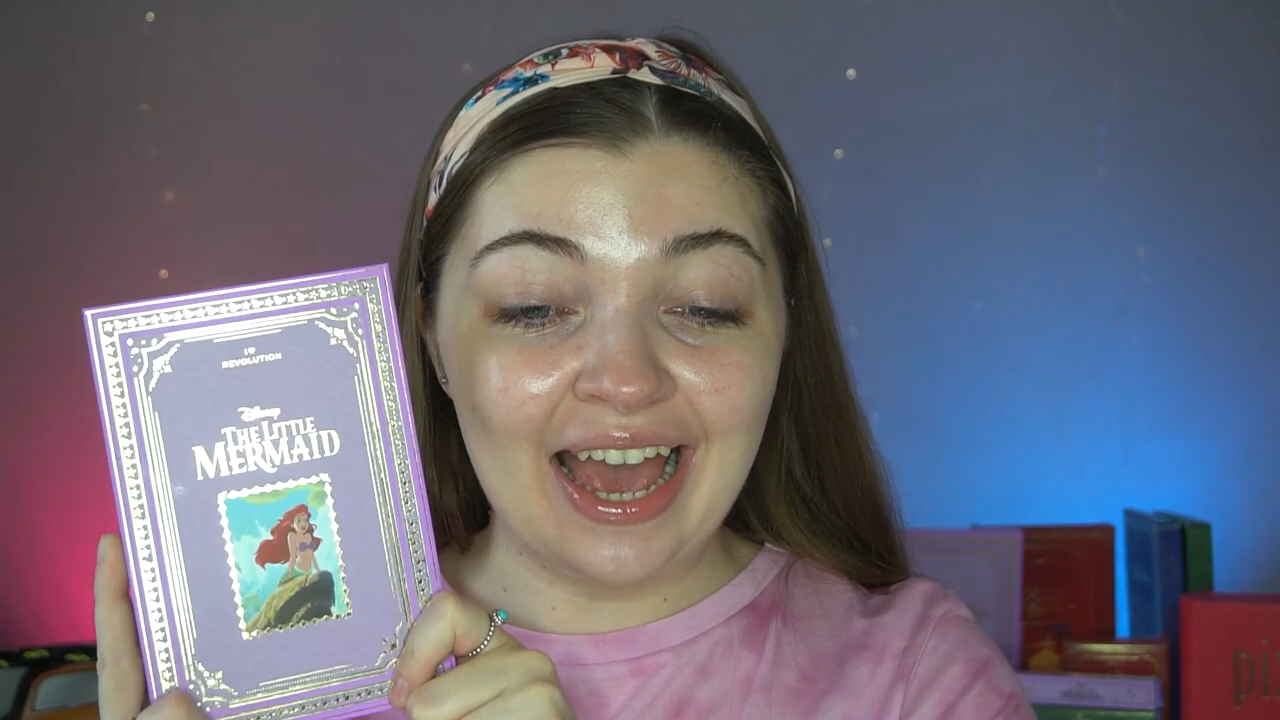 I ♥
REVOLUTION
Disney
THE LITTLE
MERMAID